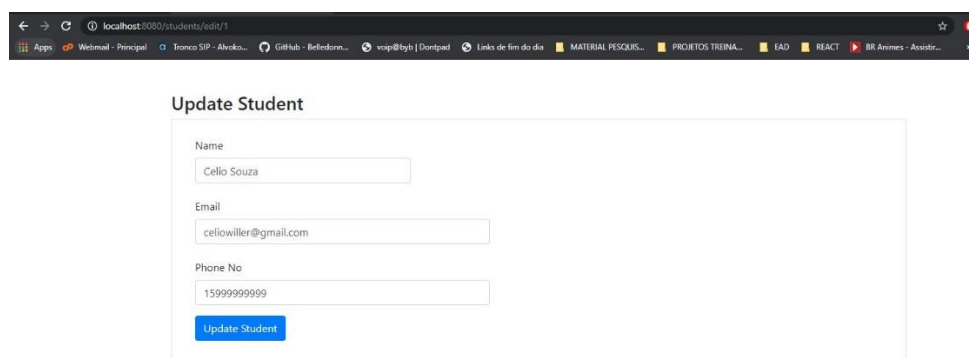 localhost:8080/students/edit/1
Apps Webmail - Principal Tronco SIP - Alvoko... GitHub - Belledonn... voip@byb | Dontpad Links de fim do dia MATERIAL PESQUIS... PROJETOS TREINA... EAD REACT BR Animes - Assistir...
Update Student
Name
Celio Souza
Email
celiowiller@gmail.com
Phone No
15999999999
Update Student